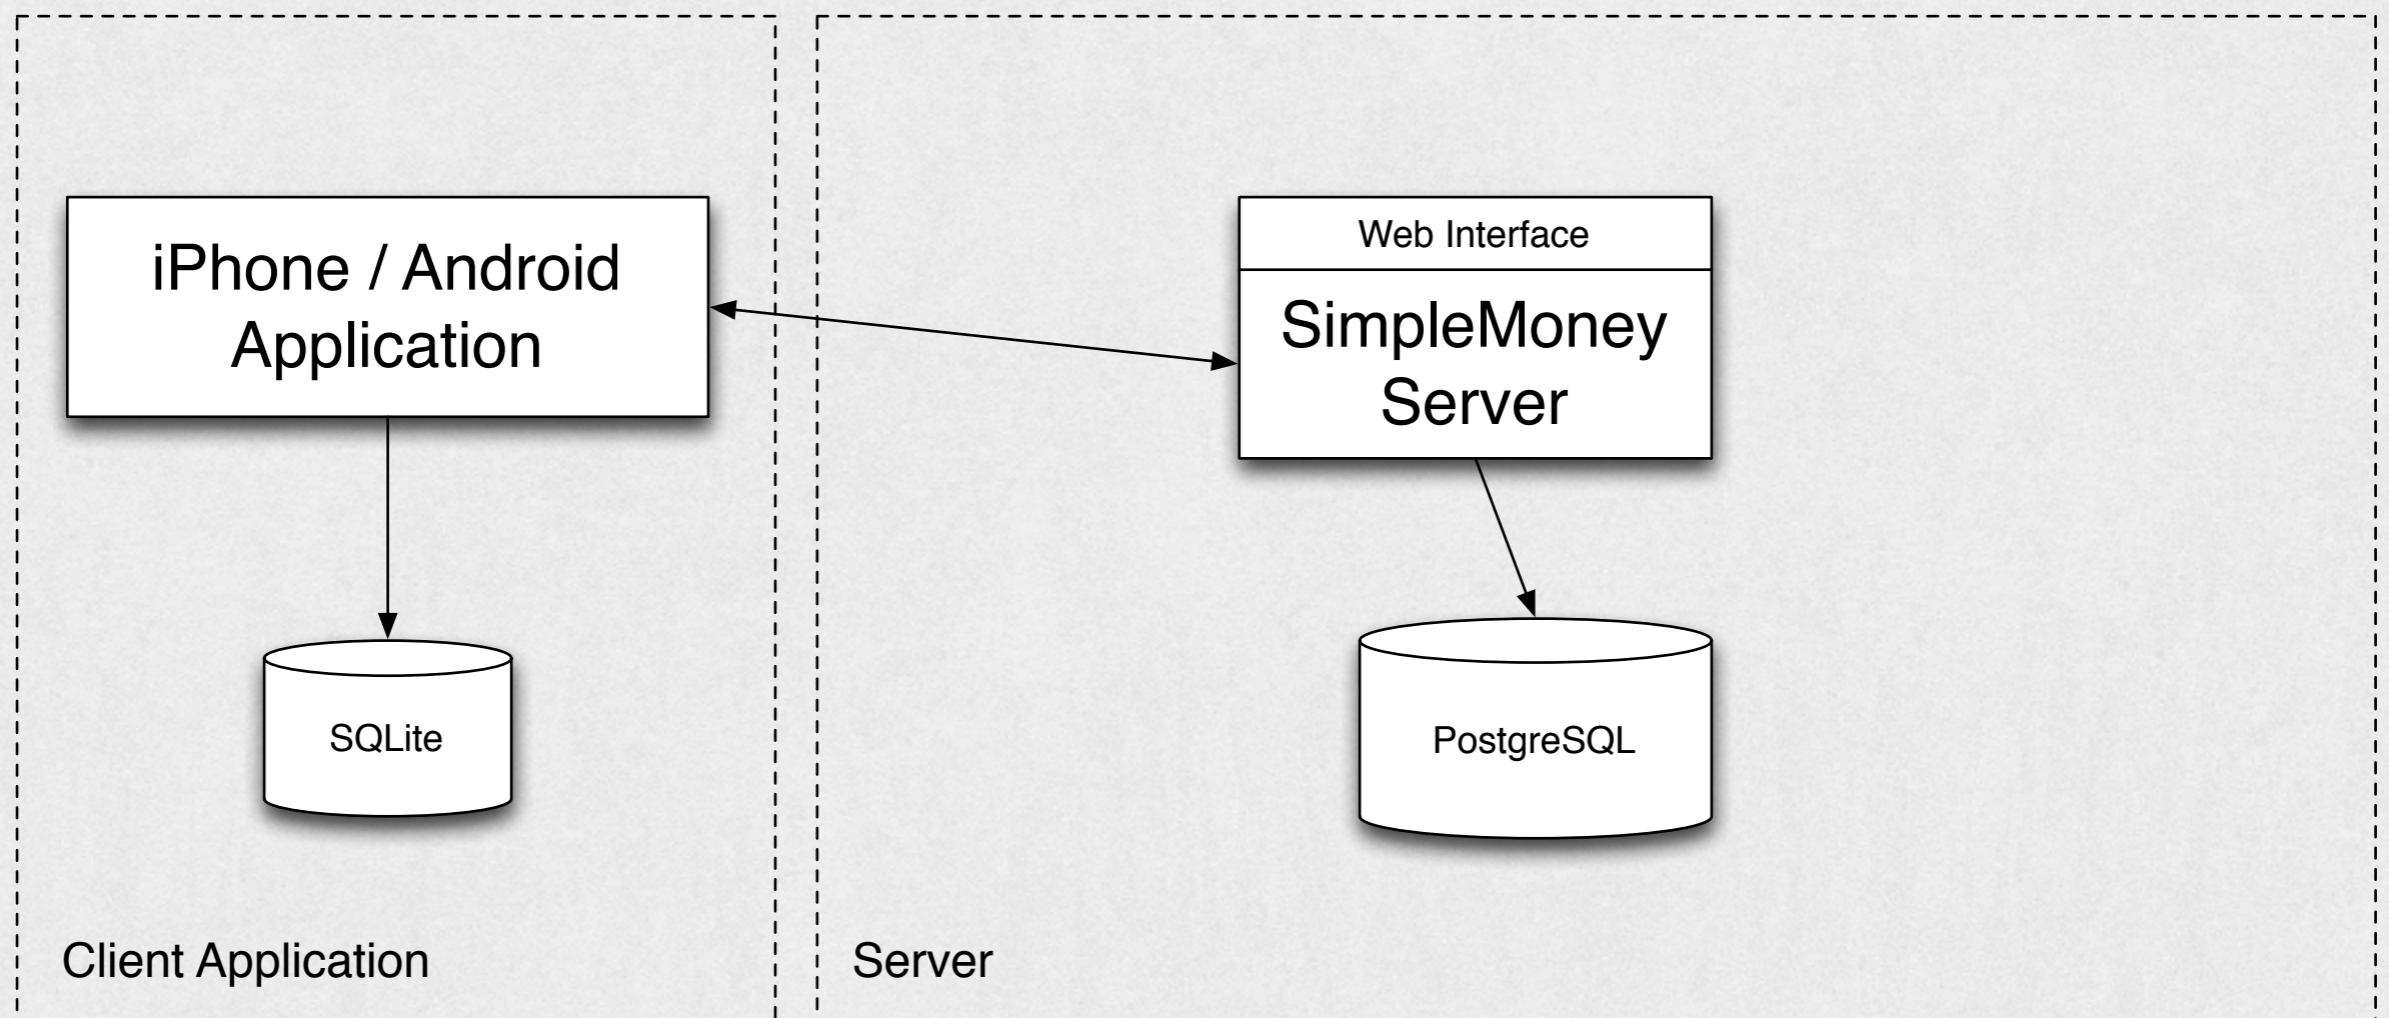 iPhone / Android
Application
Web Interface
SimpleMoney
Server
SQLite
PostgreSQL
Client Application
Server